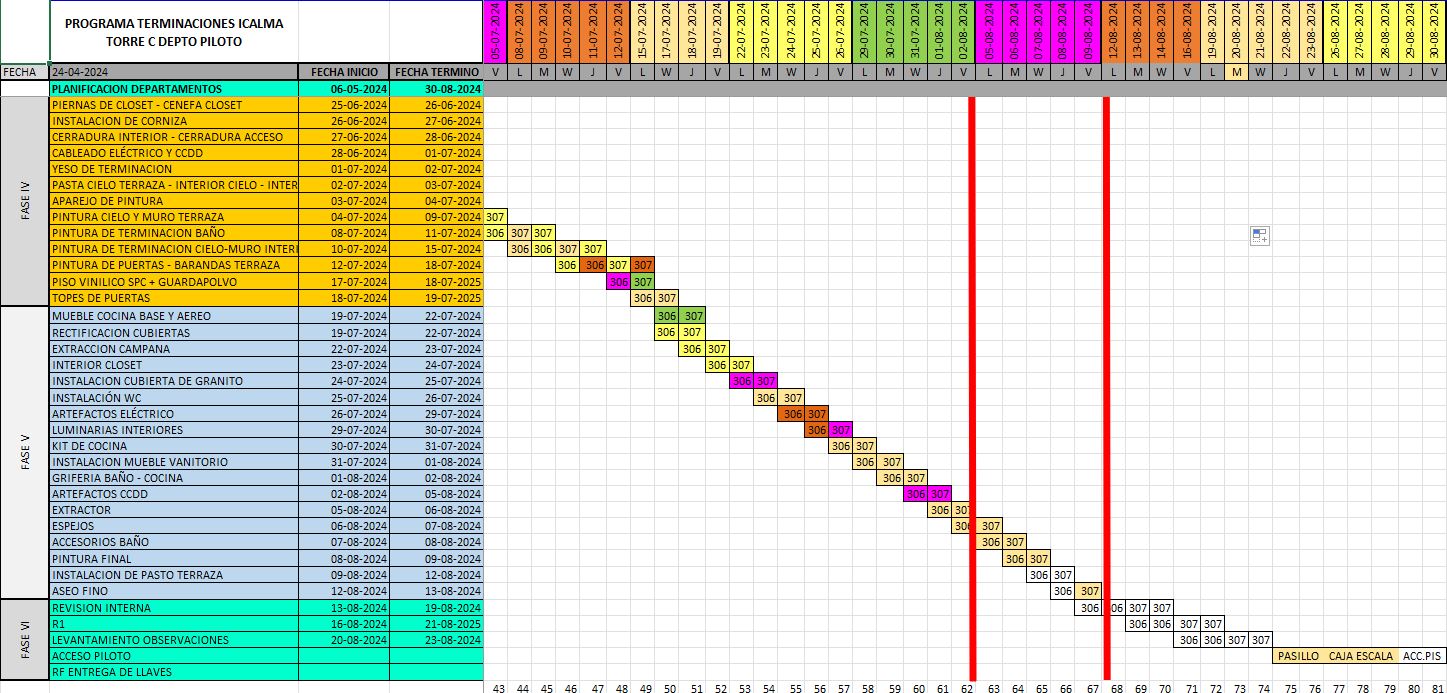 PROGRAMA TERMINACIONES ICALMA
TORRE C DEPTO PILOTO
05-07-2024 08-07-2024 09-07-2024 10-07-2024 11-07-2024 12-07-2024 15-07-2024 17-07-2024 18-07-2024 19-07-2024 22-07-2024 23-07-2024 24-07-2024 25-07-2024 26-07-2024 29-07-2024 30-07-2024 31-07-2024 01-08-2024 02-08-2024 05-08-2024 06-08-2024 07-08-2024 08-08-2024 09-08-2024 12-08-2024 13-08-2024 14-08-2024 16-08-2024 19-08-2024 20-08-2024 21-08-2024 22-08-2024 23-08-2024 26-08-2024 27-08-2024 28-08-2024 29-08-2024 30-08-2024
FECHA 24-04-2024 FECHA INICIO FECHA TERMINO V L M W J V L W J V L M W J V L M W J V L M W J V L M W V L M W J V L M W J V
PLANIFICACION DEPARTAMENTOS 06-05-2024 30-08-2024
FASE IV
PIERNAS DE CLOSET - CENEFA CLOSET 25-06-2024 26-06-2024
INSTALACION DE CORNIZA 26-06-2024 27-06-2024
CERRADURA INTERIOR - CERRADURA ACCESO 27-06-2024 28-06-2024
CABLEADO ELÉCTRICO Y CCDD 28-06-2024 01-07-2024
YESO DE TERMINACION 01-07-2024 02-07-2024
PASTA CIELO TERRAZA - INTERIOR CIELO - INTER 02-07-2024 03-07-2024
APAREJO DE PINTURA 03-07-2024 04-07-2024
PINTURA CIELO Y MURO TERRAZA 04-07-2024 09-07-2024 307
PINTURA DE TERMINACION BAÑO 08-07-2024 11-07-2024 306 307 307
PINTURA DE TERMINACION CIELO-MURO INTERI 10-07-2024 15-07-2024 306 306 307 307
PINTURA DE PUERTAS - BARANDAS TERRAZA 12-07-2024 18-07-2024 306 306 307 307
PISO VINILICO SPC + GUARDAPOLVO 17-07-2024 18-07-2025 306 307
TOPES DE PUERTAS 18-07-2024 19-07-2025 306 307
FASE V
MUEBLE COCINA BASE Y AEREO 19-07-2024 22-07-2024 306 307
RECTIFICACION CUBIERTAS 19-07-2024 22-07-2024 306 307
EXTRACCION CAMPANA 22-07-2024 23-07-2024 306 307
INTERIOR CLOSET 23-07-2024 24-07-2024 306 307
INSTALACION CUBIERTA DE GRANITO 24-07-2024 25-07-2024 306 307
INSTALACIÓN WC 25-07-2024 26-07-2024 306 307
ARTEFACTOS ELÉCTRICO 26-07-2024 29-07-2024 306 307
LUMINARIAS INTERIORES 29-07-2024 30-07-2024 306 307
KIT DE COCINA 30-07-2024 31-07-2024 306 307
INSTALACION MUEBLE VANITORIO 31-07-2024 01-08-2024 306 307
GRIFERIA BAÑO - COCINA 01-08-2024 02-08-2024 306 307
ARTEFACTOS CCDD 02-08-2024 05-08-2024 306 307
EXTRACTOR 05-08-2024 06-08-2024 306 307
ESPEJOS 06-08-2024 07-08-2024 306 307
ACCESORIOS BAÑO 07-08-2024 08-08-2024 306 307
PINTURA FINAL 08-08-2024 09-08-2024 306 307
INSTALACION DE PASTO TERRAZA 09-08-2024 12-08-2024 306 307
ASEO FINO 12-08-2024 13-08-2024 306 307
FASE VI
REVISION INTERNA 13-08-2024 19-08-2024 306 06 307 307
R1 16-08-2024 21-08-2025 306 306 307 307
LEVANTAMIENTO OBSERVACIONES 20-08-2024 23-08-2024 306 306 307 307
ACCESO PILOTO PASILLO CAJA ESCALA ACC.PIS
RF ENTREGA DE LLAVES
43 44 45 46 47 48 49 50 51 52 53 54 55 56 57 58 59 60 61 62 63 64 65 66 67 68 69 70 71 72 73 74 75 76 77 78 79 80 81